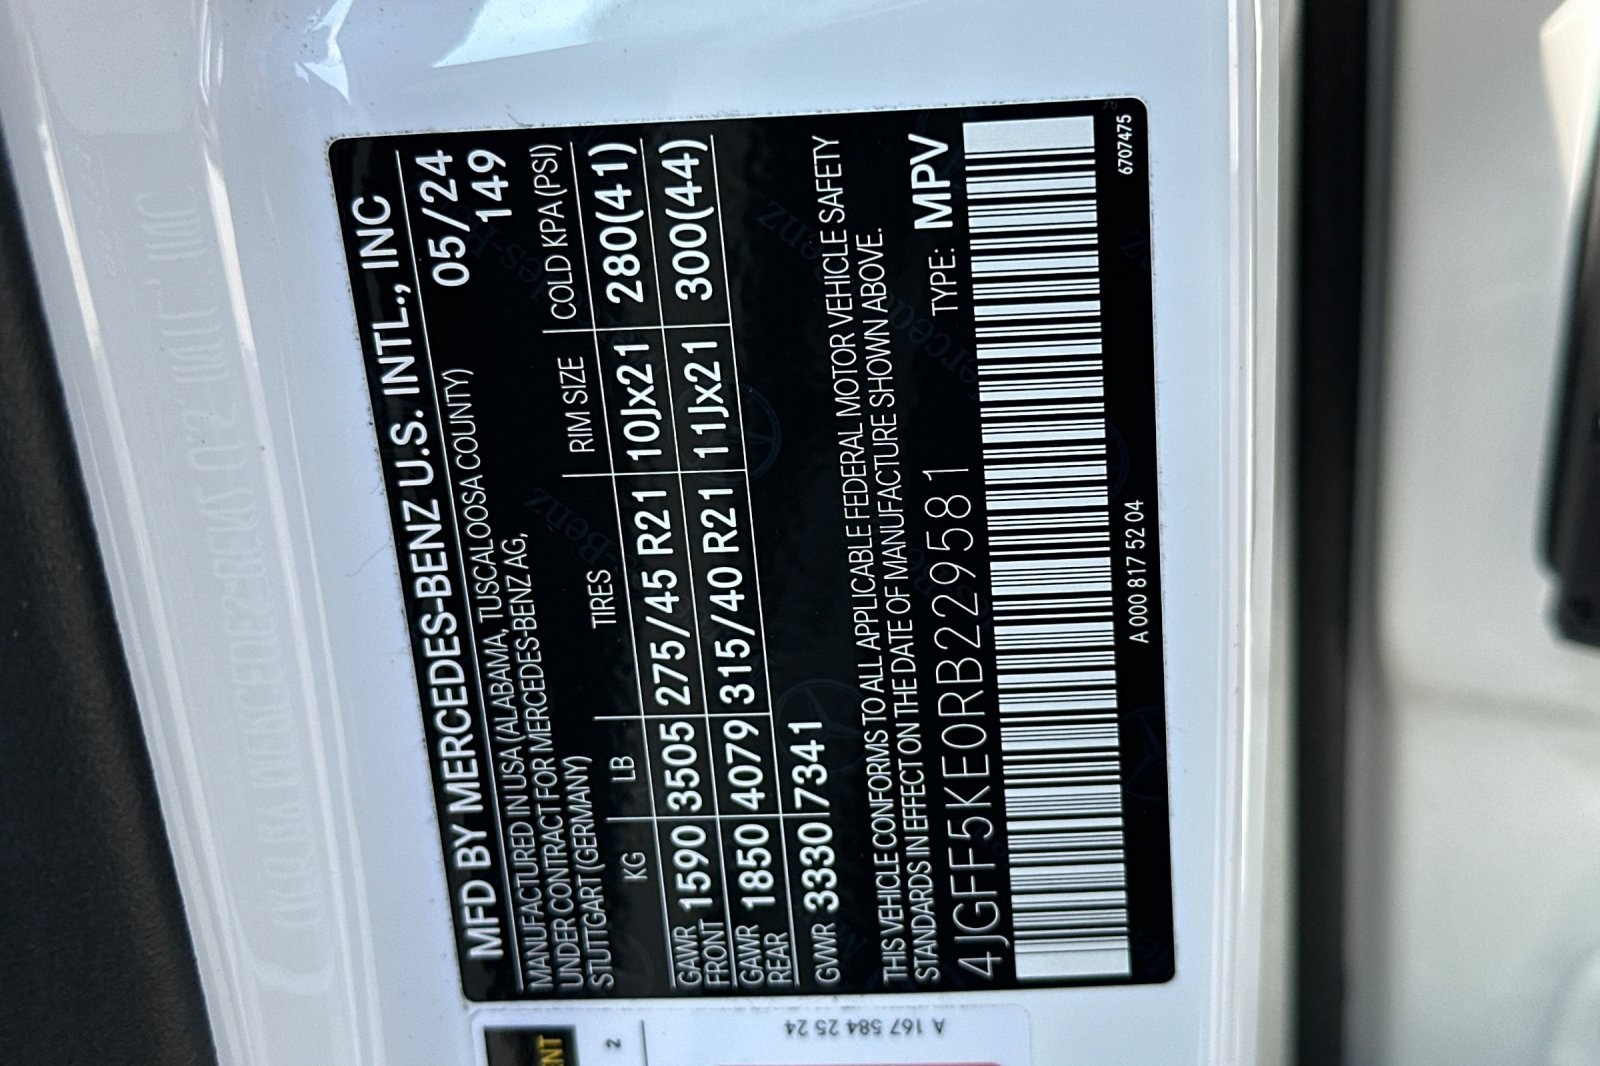 MFD BY MERCEDES-BENZ U.S. INTL., INC
MANUFACTURED IN USA (ALABAMA, TUSCALOOSA COUNTY) 05/24
UNDER CONTRACT FOR MERCEDES-BENZ AG, 149
STUTTGART (GERMANY)
KG LB TIRES RIM SIZE COLD KPA (PSI)
GAWR FRONT 1590 3505 275/45 R21 10Jx21 280(41)
GAWR REAR 1850 4079 315/40 R21 11Jx21 300(44)
GWR 3330 7341
THIS VEHICLE CONFORMS TO ALL APPLICABLE FEDERAL MOTOR VEHICLE SAFETY
STANDARDS IN EFFECT ON THE DATE OF MANUFACTURE SHOWN ABOVE.
4JGFF5KE0RB229581 TYPE: MPV
A 000 817 52 04 6707475
A 167 584 25 24
2